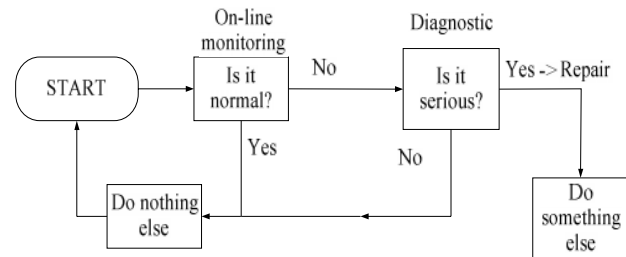 On-line
monitoring
Diagnostic
START
Is it
normal?
No
Is it
serious?
Yes -> Repair
Yes
No
Do nothing
else
Do
something
else